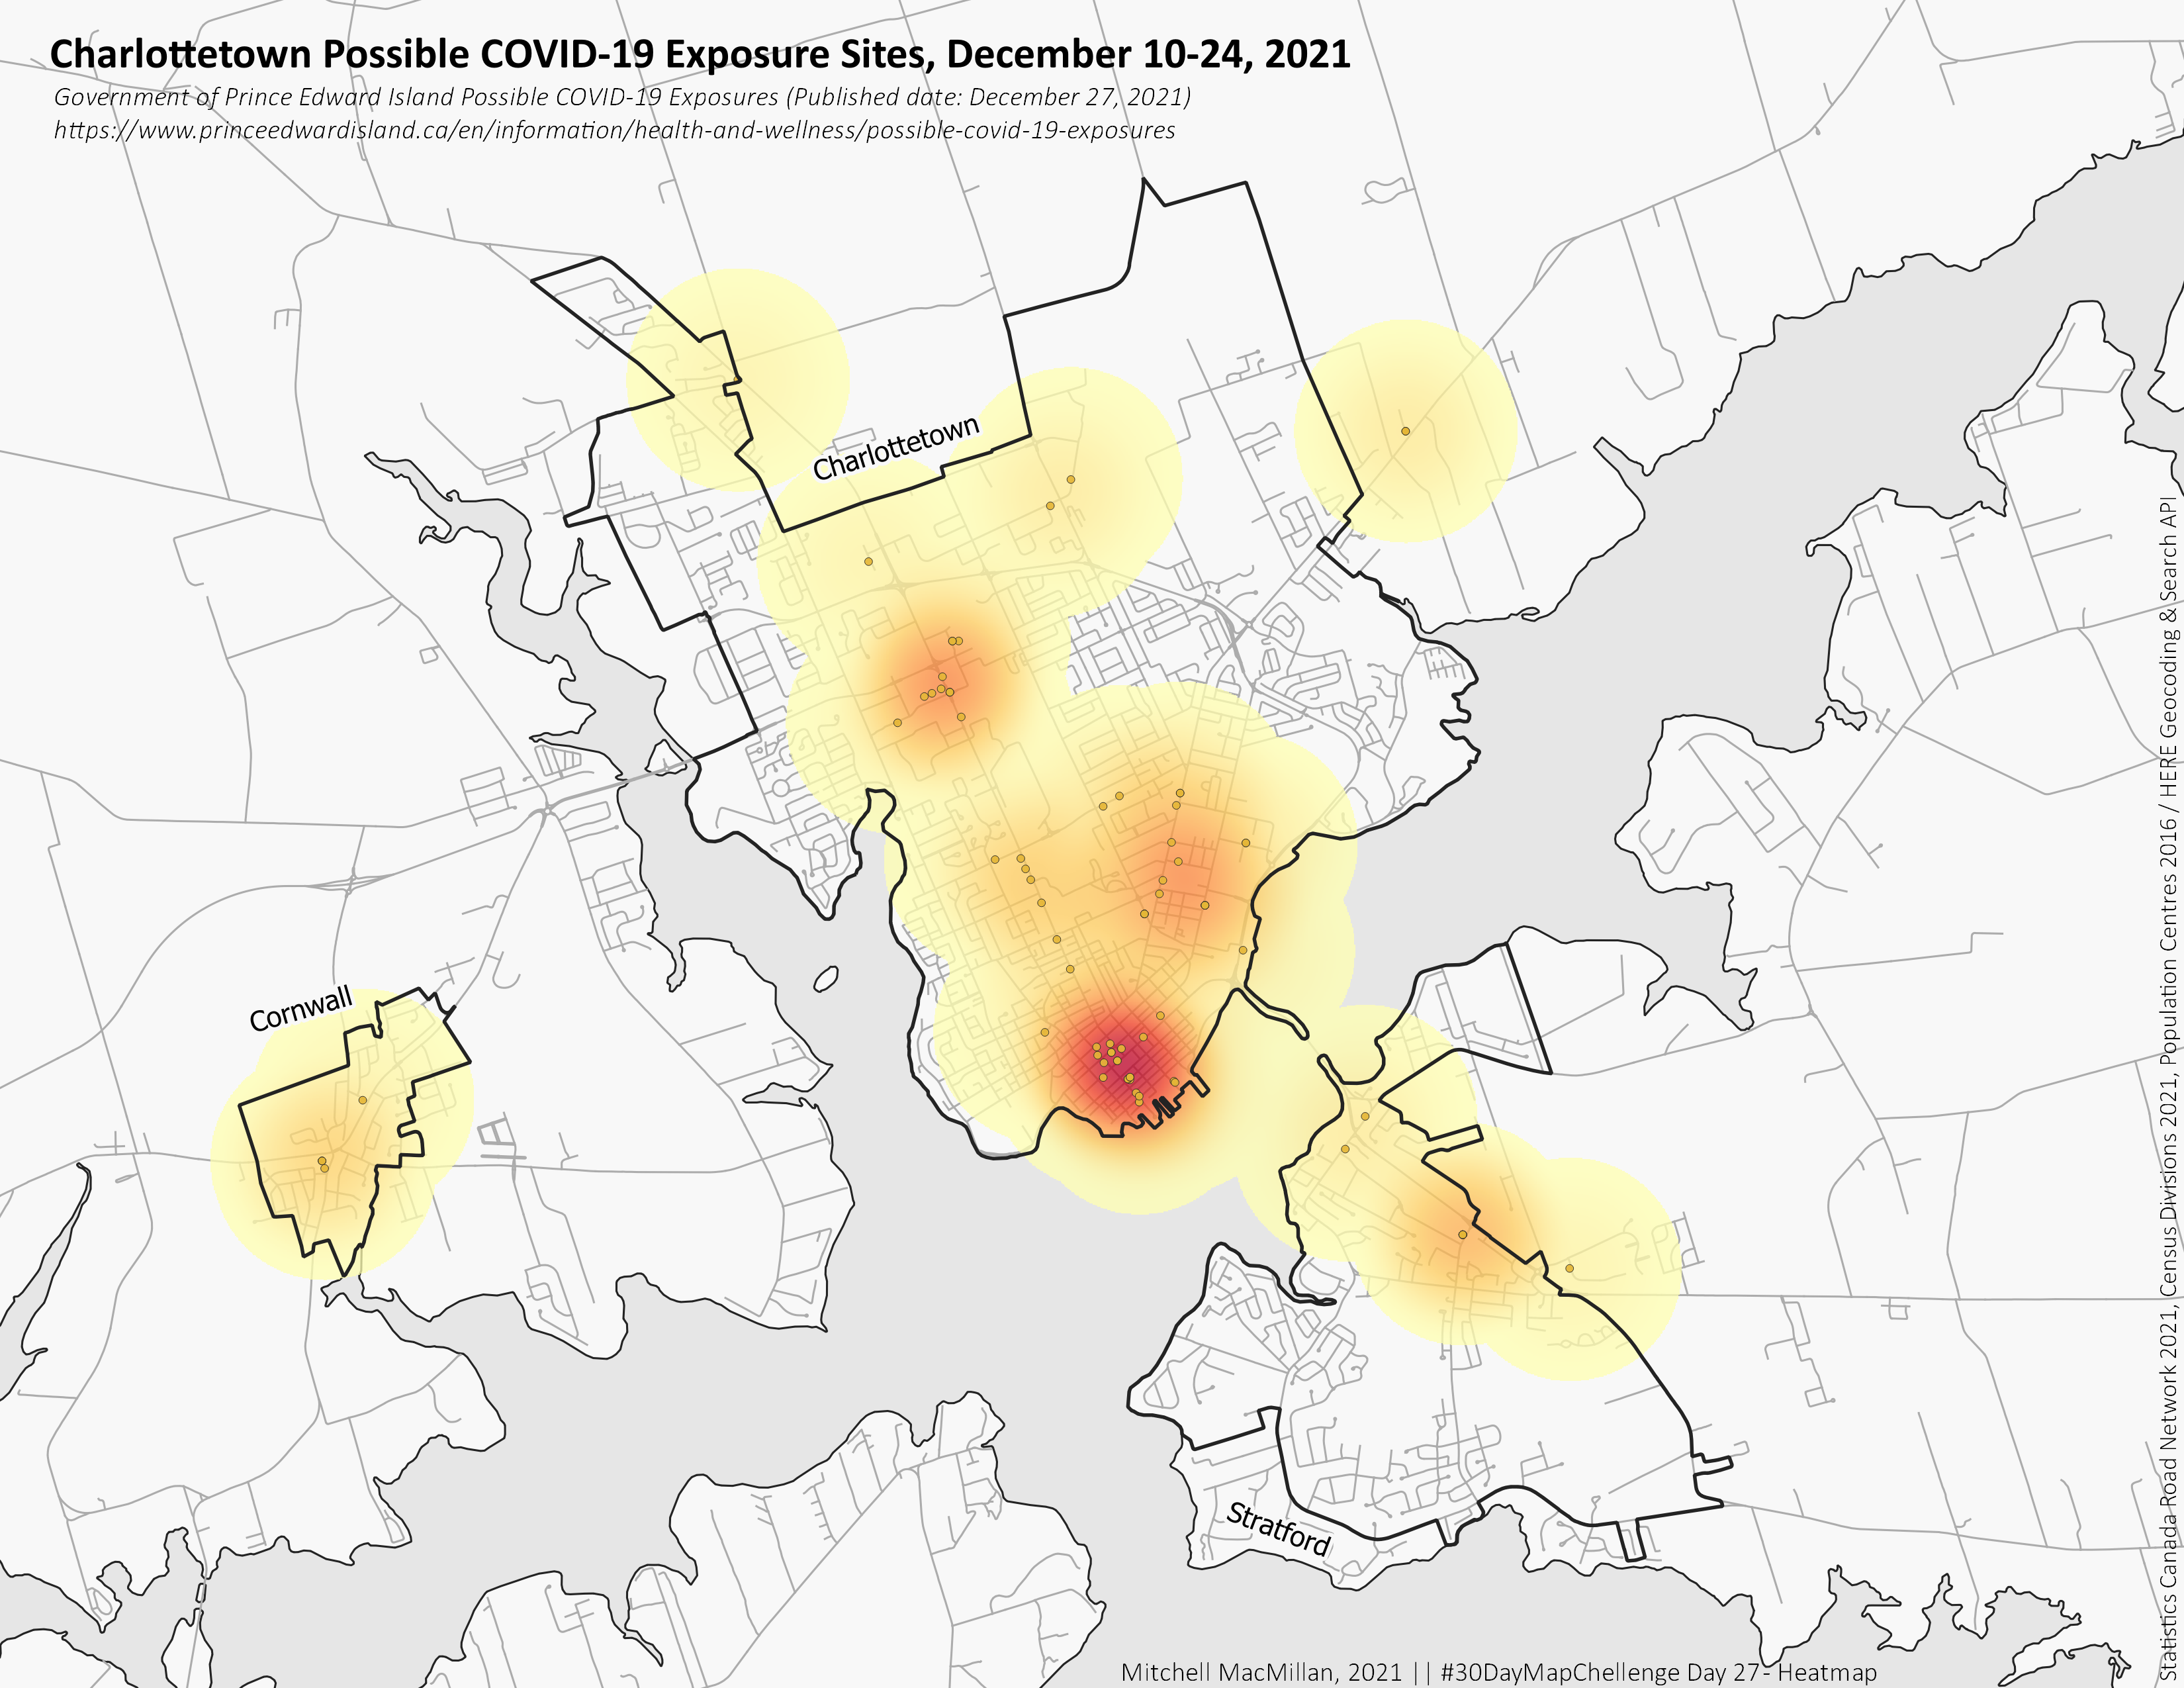 Charlottetown Possible COVID-19 Exposure Sites, December 10-24, 2021
Government of Prince Edward Island Possible COVID-19 Exposures (Published date: December 27, 2021)
https://www.princeedwardisland.ca/en/information/health-and-wellness/possible-covid-19-exposures
Charlottetown
Cornwall
Stratford
Statistics Canada Road Network 2021, Census Divisions 2021, Population Centres 2016 / HERE Geocoding & Search API
Mitchell MacMillan, 2021 || #30DayMapChellenge Day 27- Heatmap